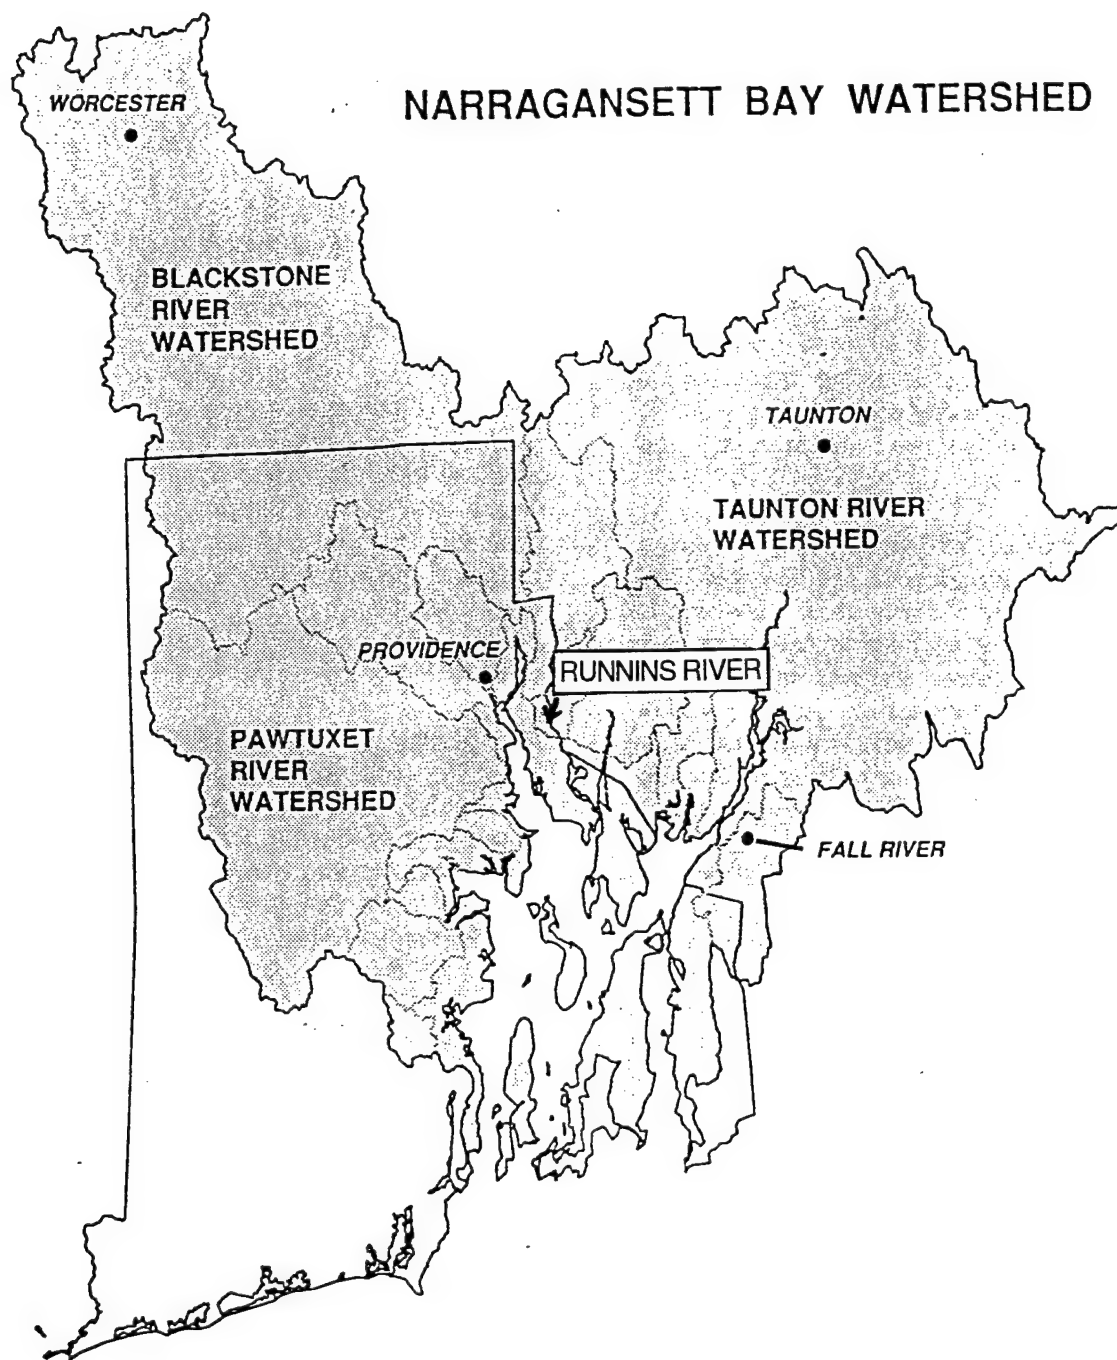 NARRAGANSETT BAY WATERSHED
WORCESTER
BLACKSTONE
RIVER
WATERSHED
TAUNTON
TAUNTON RIVER
WATERSHED
PROVIDENCE
RUNNINS RIVER
PAWTUXET
RIVER
WATERSHED
FALL RIVER